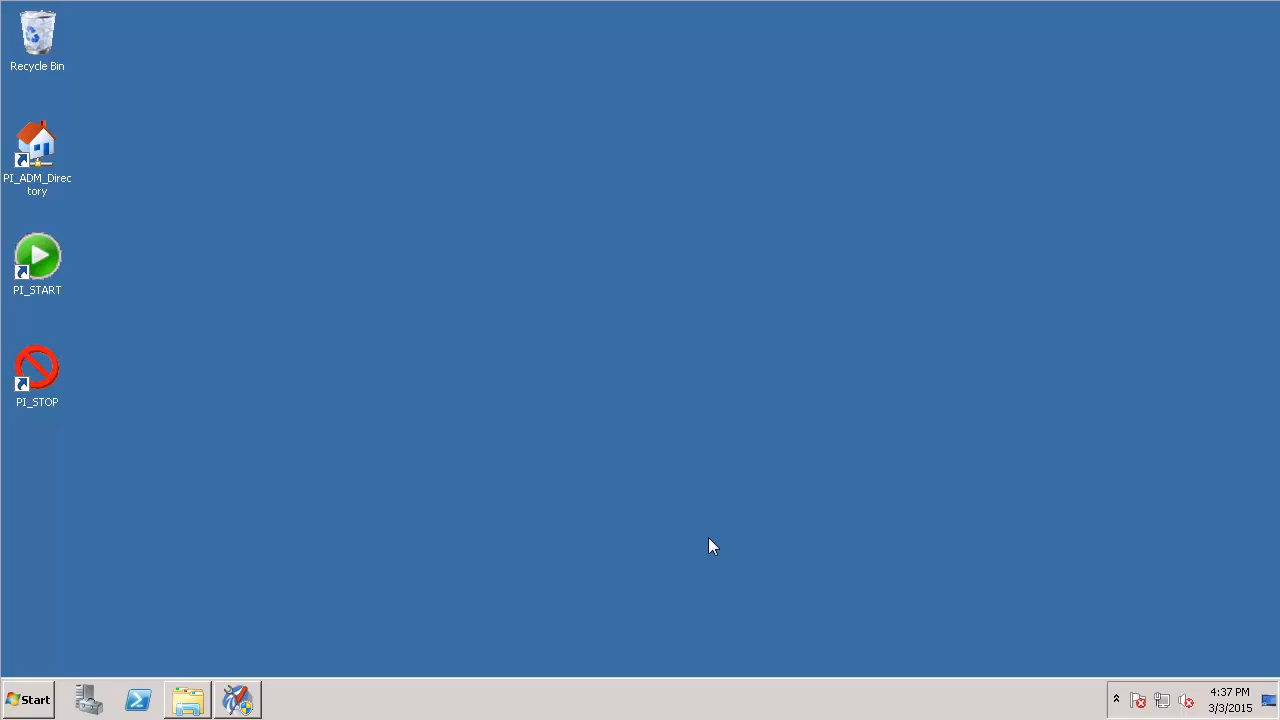 Recycle Bin
PI_ADM_Direc
tory
PI_START
PI_STOP
Start
4:37 PM
3/3/2015